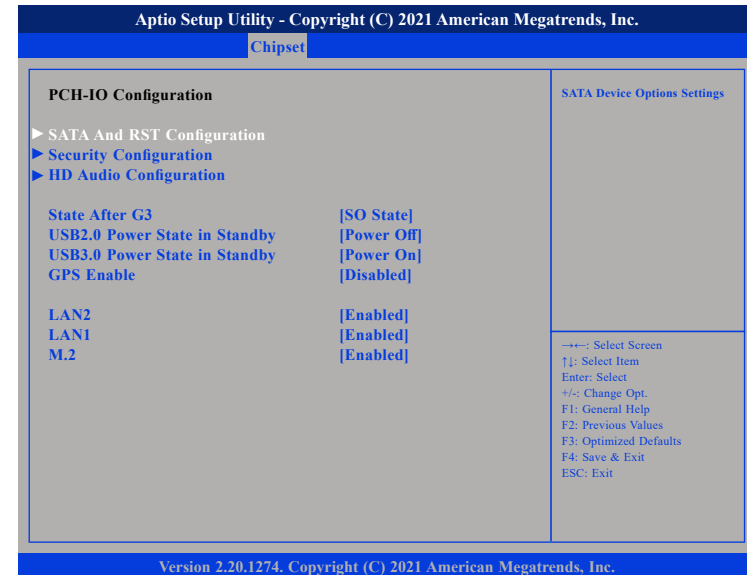 Aptio Setup Utility - Copyright (C) 2021 American Megatrends, Inc.
Chipset
PCH-IO Configuration
► SATA And RST Configuration
► Security Configuration
► HD Audio Configuration
State After G3 [SO State]
USB2.0 Power State in Standby [Power Off]
USB3.0 Power State in Standby [Power On]
GPS Enable [Disabled]
LAN2 [Enabled]
LAN1 [Enabled]
M.2 [Enabled]
SATA Device Options Settings
→←: Select Screen
↑↓: Select Item
Enter: Select
+/-: Change Opt.
F1: General Help
F2: Previous Values
F3: Optimized Defaults
F4: Save & Exit
ESC: Exit
Version 2.20.1274. Copyright (C) 2021 American Megatrends, Inc.